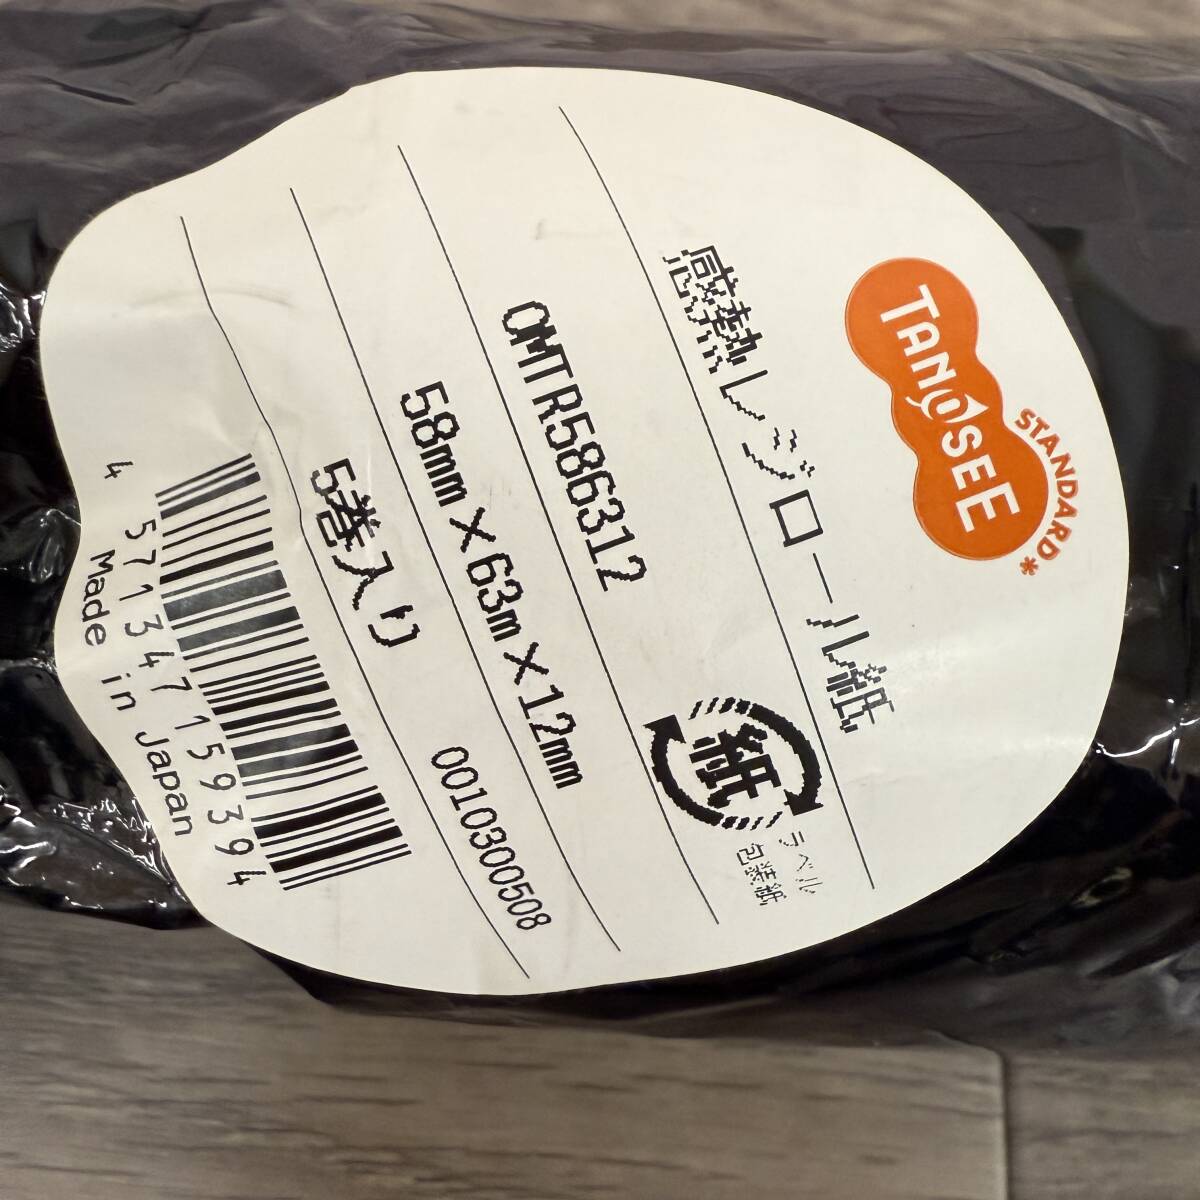 TANOSEE
STANDARD*
感熱レジロール紙
OMTR586312
紙
ラベル
包装紙
58mm×63m×12mm
5巻入り
0010300508
4 571347 159394
Made in Japan